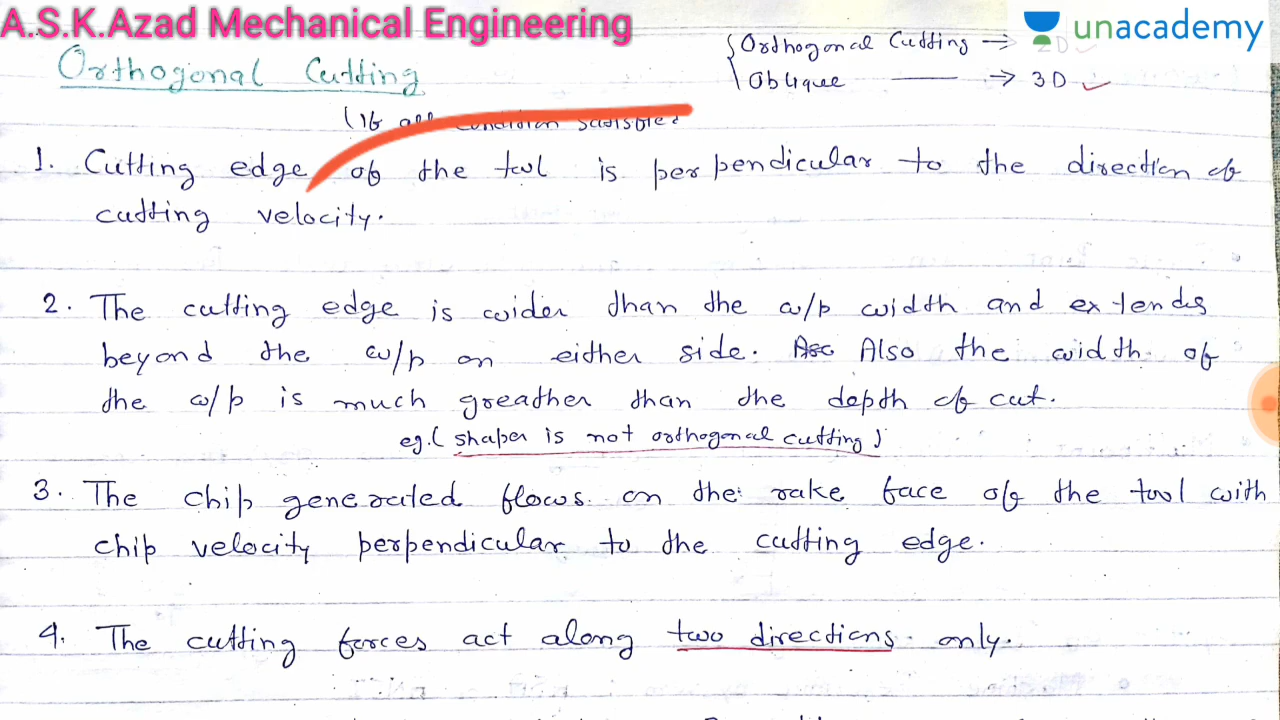 A.S.K.Azad Mechanical Engineering
unacademy
Orthogonal Cutting → 2D
Oblique —— → 3D ✓
Orthogonal Cutting
(If all condition satisfied
1. Cutting edge of the tool is perpendicular to the direction of
cutting velocity.
2. The cutting edge is wider than the w/p width and extends
beyond the w/p on either side. Also the width of
the w/p is much greather than the depth of cut.
eg. (shaper is not orthogonal cutting)
3. The chip generated flows on the rake face of the tool with
chip velocity perpendicular to the cutting edge.
4. The cutting forces act along two directions only.